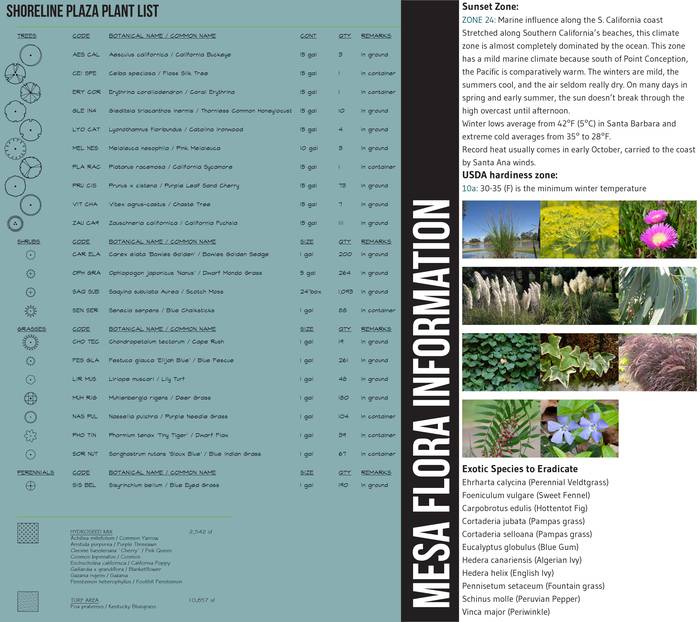 SHORELINE PLAZA PLANT LIST
TREES CODE BOTANICAL NAME / COMMON NAME CONT QTY REMARKS
AES CAL Aesculus californica / California Buckeye 15 gal 3 In ground
CEI SPE Ceiba speciosa / Floss Silk Tree 15 gal 1 In container
ERY COR Erythrina coralloidendron / Coral Erythrina 15 gal 1 In container
GLE IN4 Gleditsia triacanthos inermis / Thornless Common Honeylocust 15 gal 10 In ground
LYO CAT Lyonothamnus floribundus / Catalina Ironwood 15 gal 4 In ground
MEL NES Melaleuca nesophila / Pink Melaleuca 10 gal 3 In ground
PLA RAC Platanus racemosa / California Sycamore 15 gal 1 In container
PRU CIS Prunus x cistena / Purple Leaf Sand Cherry 15 gal 73 In ground
VIT CHA Vitex agnus-castus / Chaste Tree 15 gal 7 In ground
ZAU CAR Zauschneria californica / California Fuchsia 15 gal 111 In ground
SHRUBS CODE BOTANICAL NAME / COMMON NAME SIZE QTY REMARKS
CAR ELA Carex elata 'Bowles Golden' / Bowles Golden Sedge 1 gal 200 In ground
OPH GRA Ophiopogon japonicus 'Nanus' / Dwarf Mondo Grass 5 gal 264 In ground
SAG SUB Sagina subulata Aurea / Scotch Moss 24"box 1,093 In ground
SEN SER Senecio serpens / Blue Chalksticks 1 gal 88 In container
GRASSES CODE BOTANICAL NAME / COMMON NAME SIZE QTY REMARKS
CHO TEC Chondropetalum tectorum / Cape Rush 1 gal 19 In ground
FES GLA Festuca glauca 'Elijah Blue' / Blue Fescue 1 gal 261 In ground
LIR MUS Liriope muscari / Lily Turf 1 gal 48 In ground
MUH RIG Muhlenbergia rigens / Deer Grass 1 gal 180 In ground
NAS PUL Nassella pulchra / Purple Needle Grass 1 gal 104 In container
PHO TIN Phormium tenax 'Tiny Tiger' / Dwarf Flax 1 gal 39 In container
SOR NUT Sorghastrum nutans 'Sioux Blue' / Blue Indian Grass 1 gal 67 In container
PERENNIALS CODE BOTANICAL NAME / COMMON NAME SIZE QTY REMARKS
SIS BEL Sisyrinchium bellum / Blue Eyed Grass 1 gal 190 In ground
HYDROSEED MIX 2,542 sf
Achillea millefolium / Common Yarrow
Aristida purpurea / Purple Threeawn
Cleome hassleriana 'Cherry' / Pink Queen
Cosmos bipinnatus / Cosmos
Eschscholzia californica / California Poppy
Gaillardia x grandiflora / Blanketflower
Gazania rigens / Gazania
Penstemon heterophyllus / Foothill Penstemon
TURF AREA 10,657 sf
Poa pratensis / Kentucky Bluegrass
MESA FLORA INFORMATION
Sunset Zone:
ZONE 24: Marine influence along the S. California coast
Stretched along Southern California's beaches, this climate
zone is almost completely dominated by the ocean. This zone
has a mild marine climate because south of Point Conception,
the Pacific is comparatively warm. The winters are mild, the
summers cool, and the air seldom really dry. On many days in
spring and early summer, the sun doesn't break through the
high overcast until afternoon.
Winter lows average from 42°F (5°C) in Santa Barbara and
extreme cold averages from 35° to 28°F.
Record heat usually comes in early October, carried to the coast
by Santa Ana winds.
USDA hardiness zone:
10a: 30-35 (F) is the minimum winter temperature
Exotic Species to Eradicate
Ehrharta calycina (Perennial Veldtgrass)
Foeniculum vulgare (Sweet Fennel)
Carpobrotus edulis (Hottentot Fig)
Cortaderia jubata (Pampas grass)
Cortaderia selloana (Pampas grass)
Eucalyptus globulus (Blue Gum)
Hedera canariensis (Algerian Ivy)
Hedera helix (English Ivy)
Pennisetum setaceum (Fountain grass)
Schinus molle (Peruvian Pepper)
Vinca major (Periwinkle)